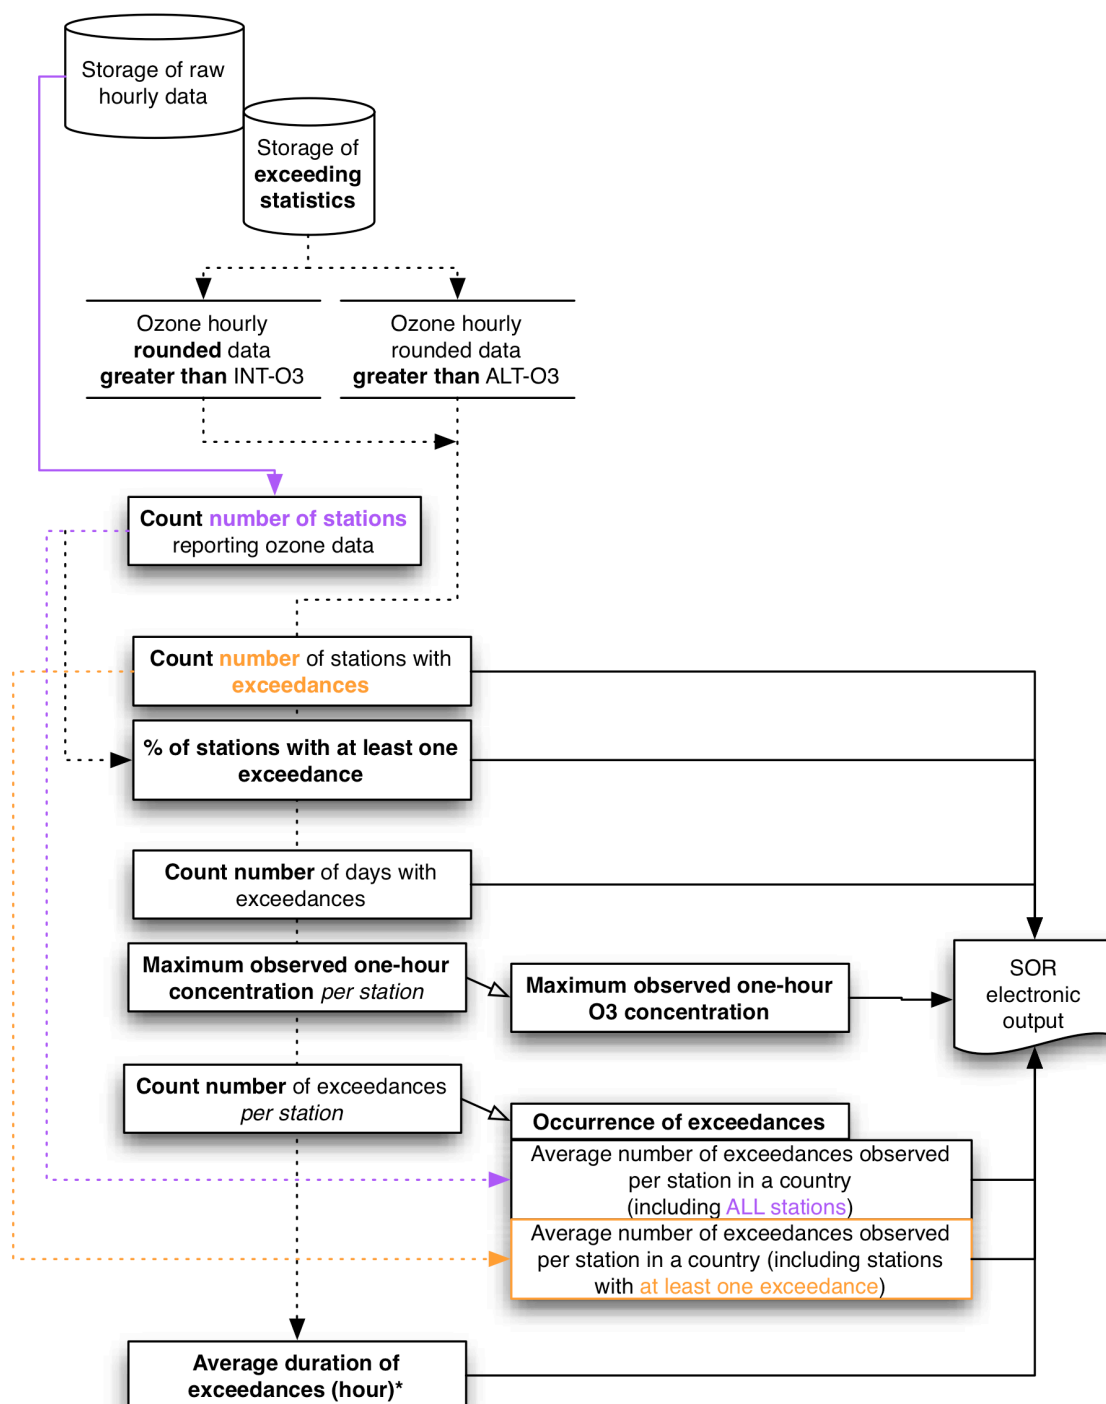 Storage of raw
hourly data
Storage of
exceeding
statistics
Ozone hourly
rounded data
greater than INT-O3
Ozone hourly
rounded data
greater than ALT-O3
Count number of stations
reporting ozone data
Count number of stations with
exceedances
% of stations with at least one
exceedance
Count number of days with
exceedances
Maximum observed one-hour
concentration per station
Maximum observed one-hour
O3 concentration
SOR
electronic
output
Count number of exceedances
per station
Occurrence of exceedances
Average number of exceedances observed
per station in a country
(including ALL stations)
Average number of exceedances observed
per station in a country (including stations
with at least one exceedance)
Average duration of
exceedances (hour)*